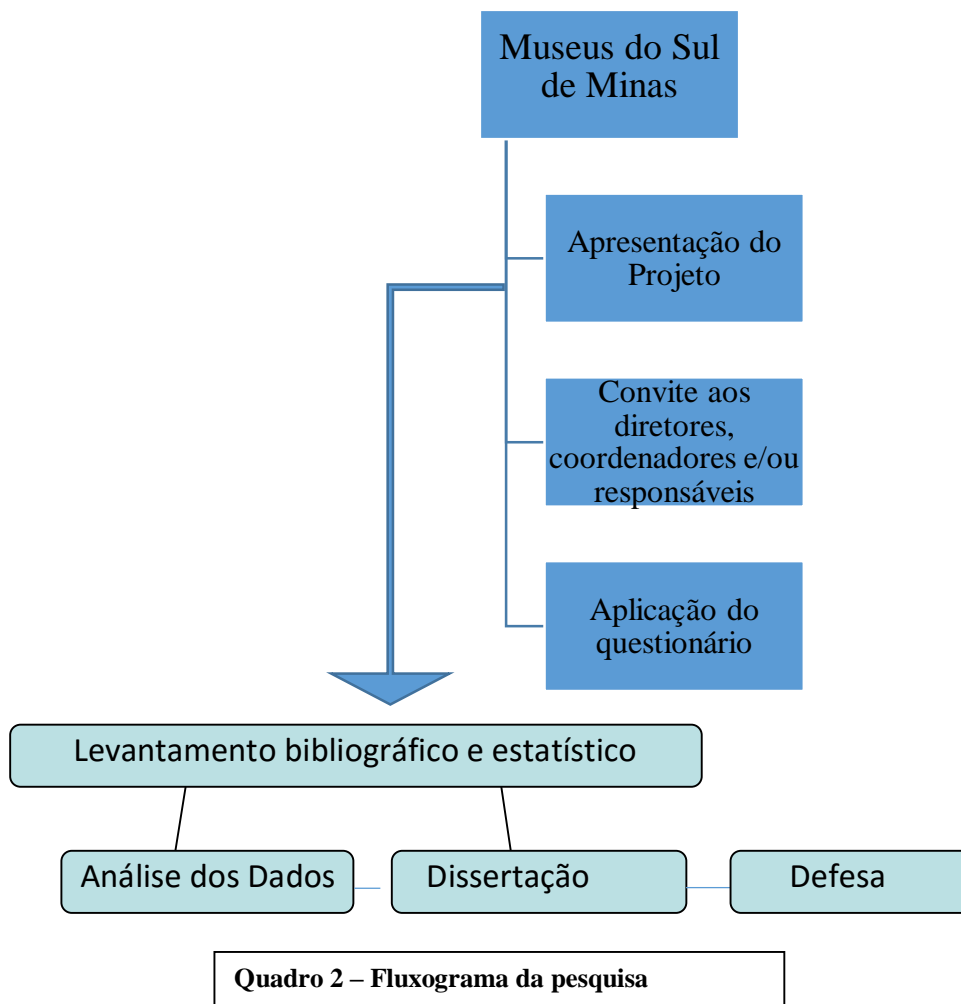 Museus do Sul
de Minas
Apresentação do
Projeto
Convite aos
diretores,
coordenadores e/ou
responsáveis
Aplicação do
questionário
Levantamento bibliográfico e estatístico
Análise dos Dados
Dissertação
Defesa
Quadro 2 – Fluxograma da pesquisa